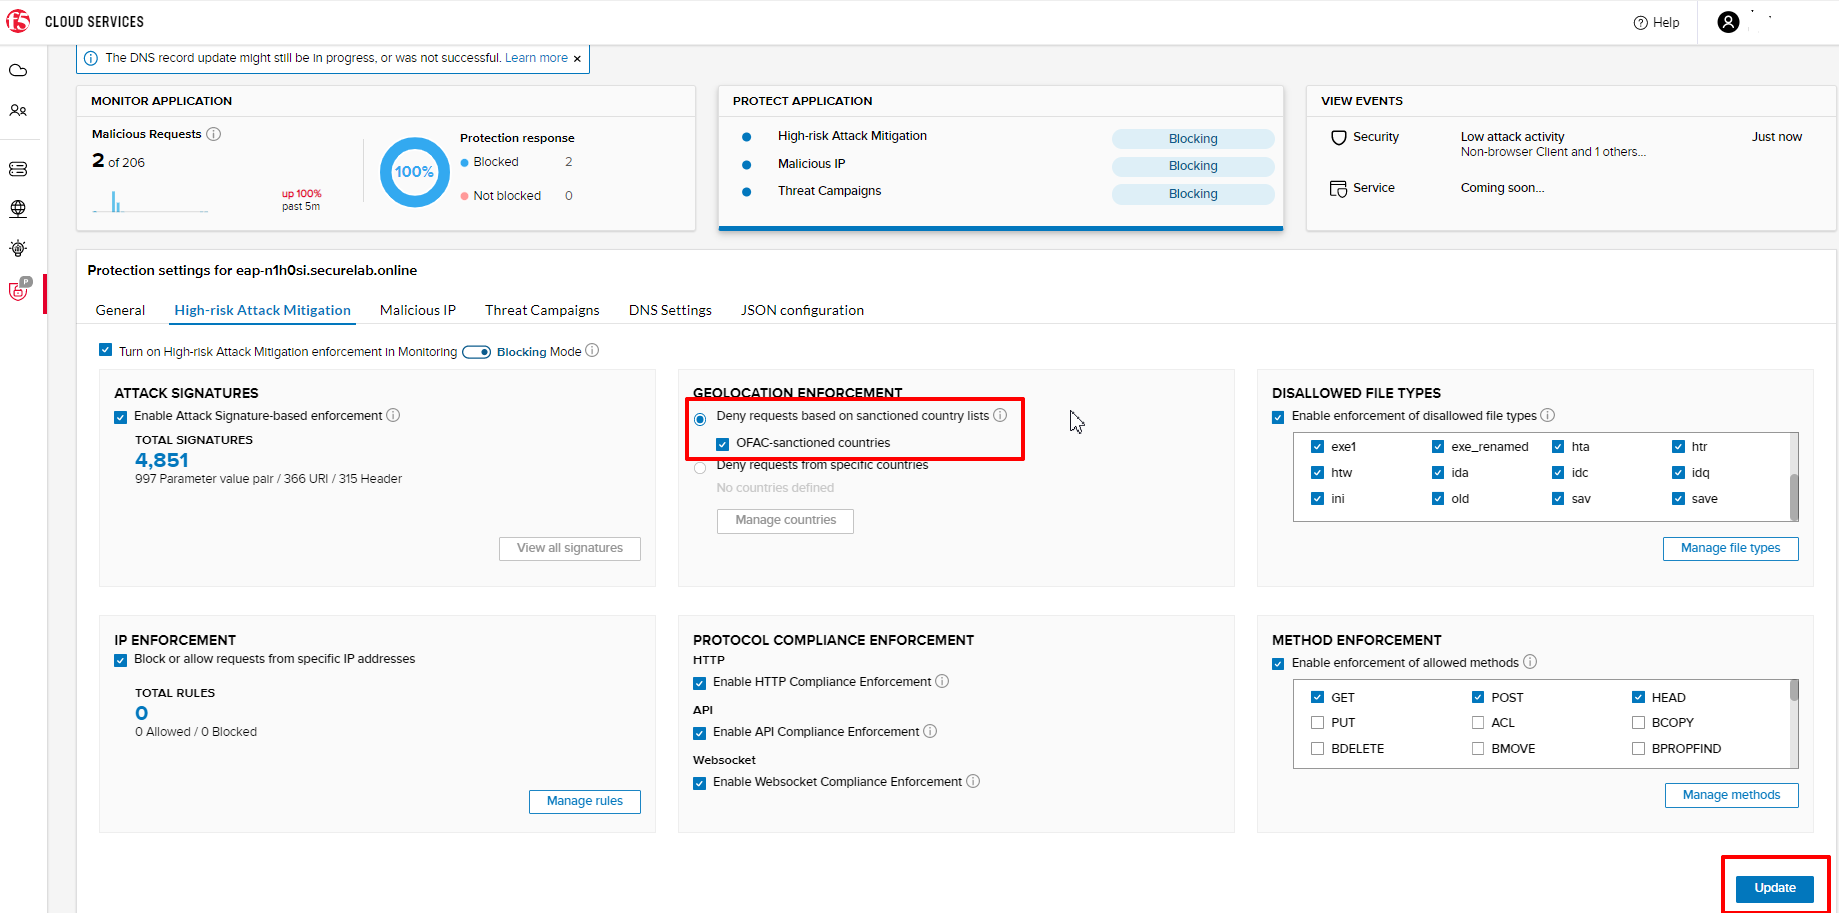 f5 CLOUD SERVICES
Help
The DNS record update might still be in progress, or was not successful. Learn more ×
MONITOR APPLICATION
Malicious Requests
2 of 206
up 100%
past 5m
100%
Protection response
Blocked 2
Not blocked 0
PROTECT APPLICATION
High-risk Attack Mitigation Blocking
Malicious IP Blocking
Threat Campaigns Blocking
VIEW EVENTS
Security Low attack activity Just now
Non-browser Client and 1 others...
Service Coming soon...
P
Protection settings for eap-n1h0si.securelab.online
General High-risk Attack Mitigation Malicious IP Threat Campaigns DNS Settings JSON configuration
Turn on High-risk Attack Mitigation enforcement in Monitoring Blocking Mode
ATTACK SIGNATURES
Enable Attack Signature-based enforcement
TOTAL SIGNATURES
4,851
997 Parameter value pair / 366 URI / 315 Header
View all signatures
GEOLOCATION ENFORCEMENT
Deny requests based on sanctioned country lists
OFAC-sanctioned countries
Deny requests from specific countries
No countries defined
Manage countries
DISALLOWED FILE TYPES
Enable enforcement of disallowed file types
exe1 exe_renamed hta htr
htw ida idc idq
ini old sav save
Manage file types
IP ENFORCEMENT
Block or allow requests from specific IP addresses
TOTAL RULES
0
0 Allowed / 0 Blocked
Manage rules
PROTOCOL COMPLIANCE ENFORCEMENT
HTTP
Enable HTTP Compliance Enforcement
API
Enable API Compliance Enforcement
Websocket
Enable Websocket Compliance Enforcement
METHOD ENFORCEMENT
Enable enforcement of allowed methods
GET POST HEAD
PUT ACL BCOPY
BDELETE BMOVE BPROPFIND
Manage methods
Update